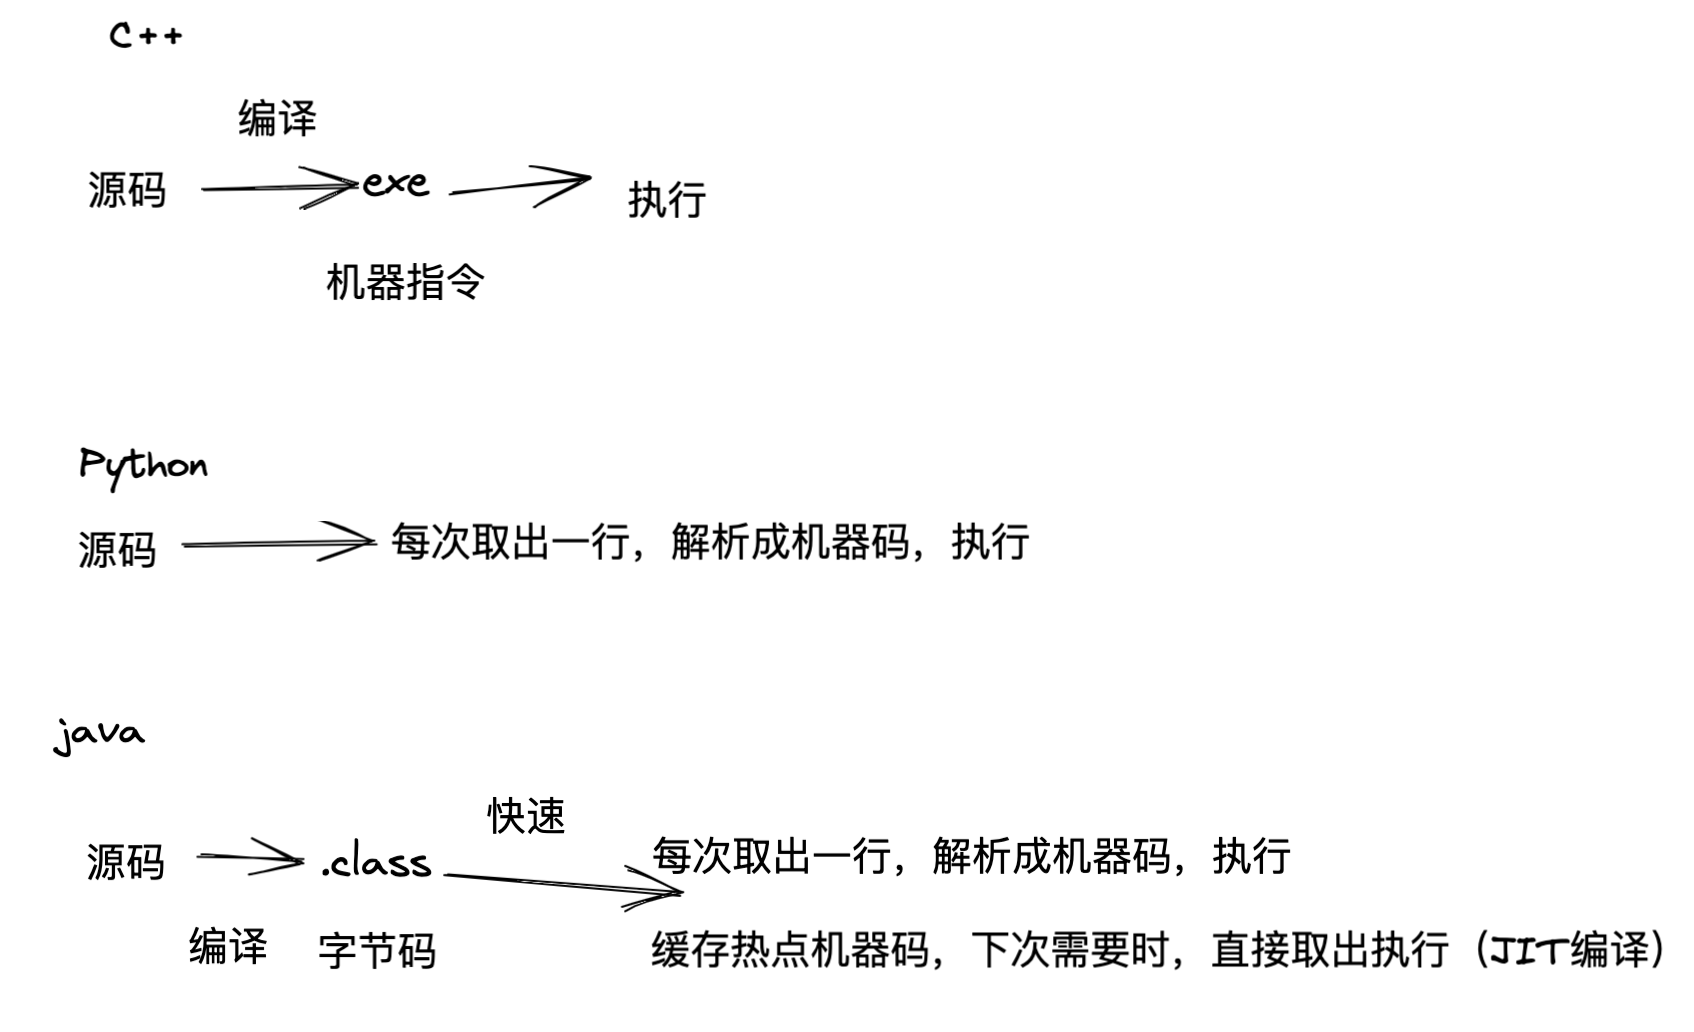 C++
编译
源码
exe
执行
机器指令
Python
源码
每次取出一行，解析成机器码，执行
java
快速
源码
.class
每次取出一行，解析成机器码，执行
编译
字节码
缓存热点机器码，下次需要时，直接取出执行（JIT编译）